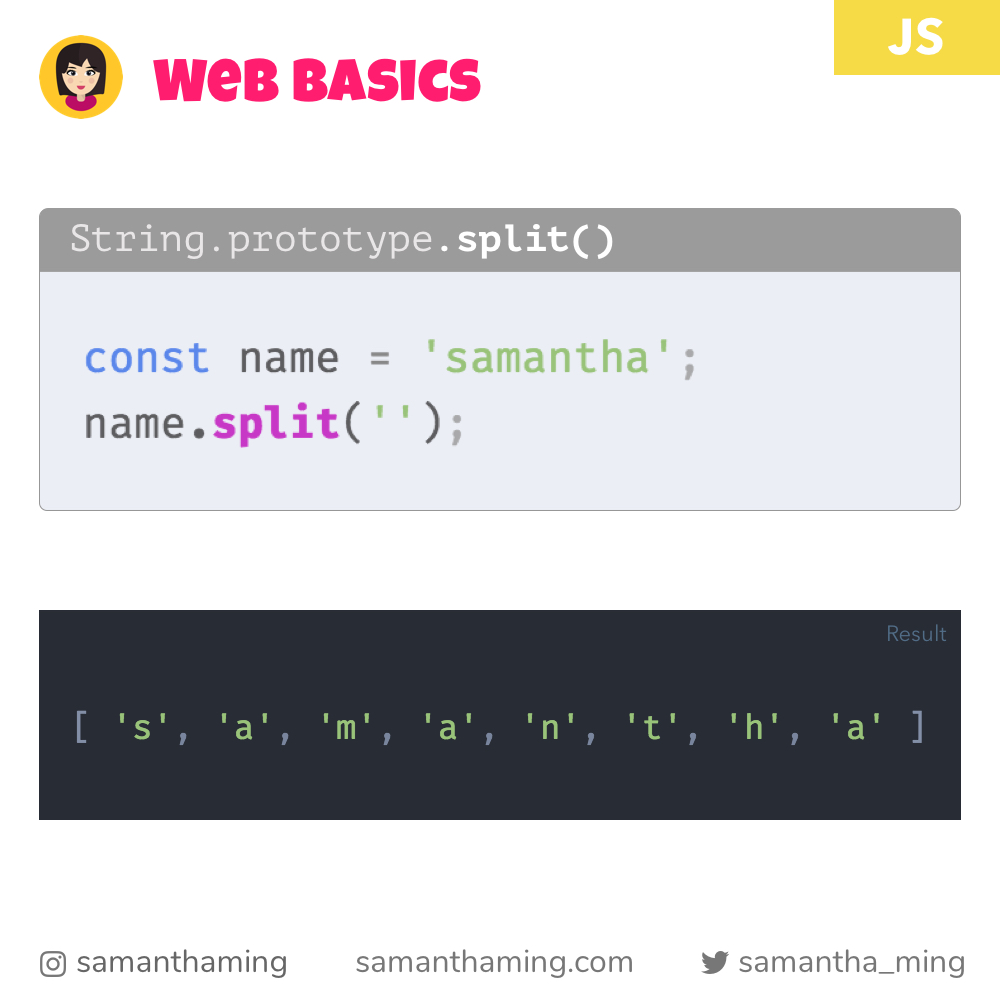 JS
WeB BASICS
String.prototype.split()
const name = 'samantha';
name.split('');
Result
[ 's', 'a', 'm', 'a', 'n', 't', 'h', 'a' ]
samanthaming samanthaming.com samantha_ming